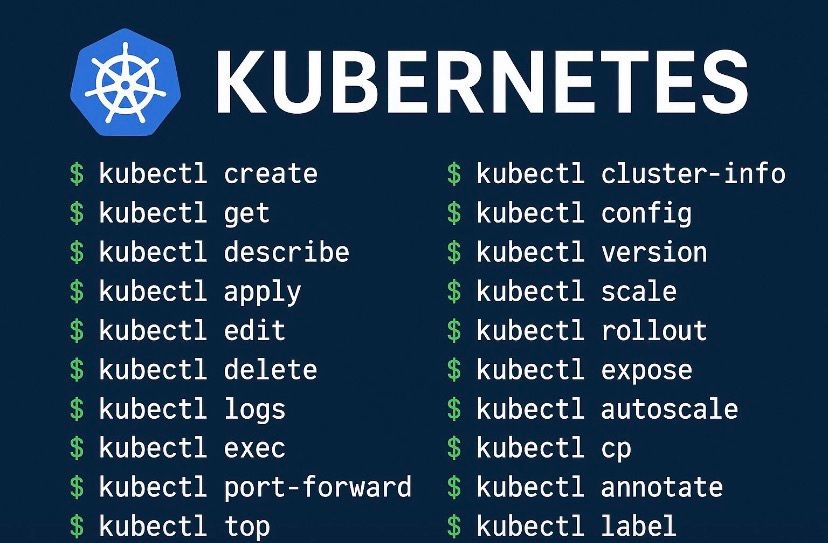 KUBERNETES
$ kubectl create
$ kubectl get
$ kubectl describe
$ kubectl apply
$ kubectl edit
$ kubectl delete
$ kubectl logs
$ kubectl exec
$ kubectl port-forward
$ kubectl top
$ kubectl cluster-info
$ kubectl config
$ kubectl version
$ kubectl scale
$ kubectl rollout
$ kubectl expose
$ kubectl autoscale
$ kubectl cp
$ kubectl annotate
$ kubectl label